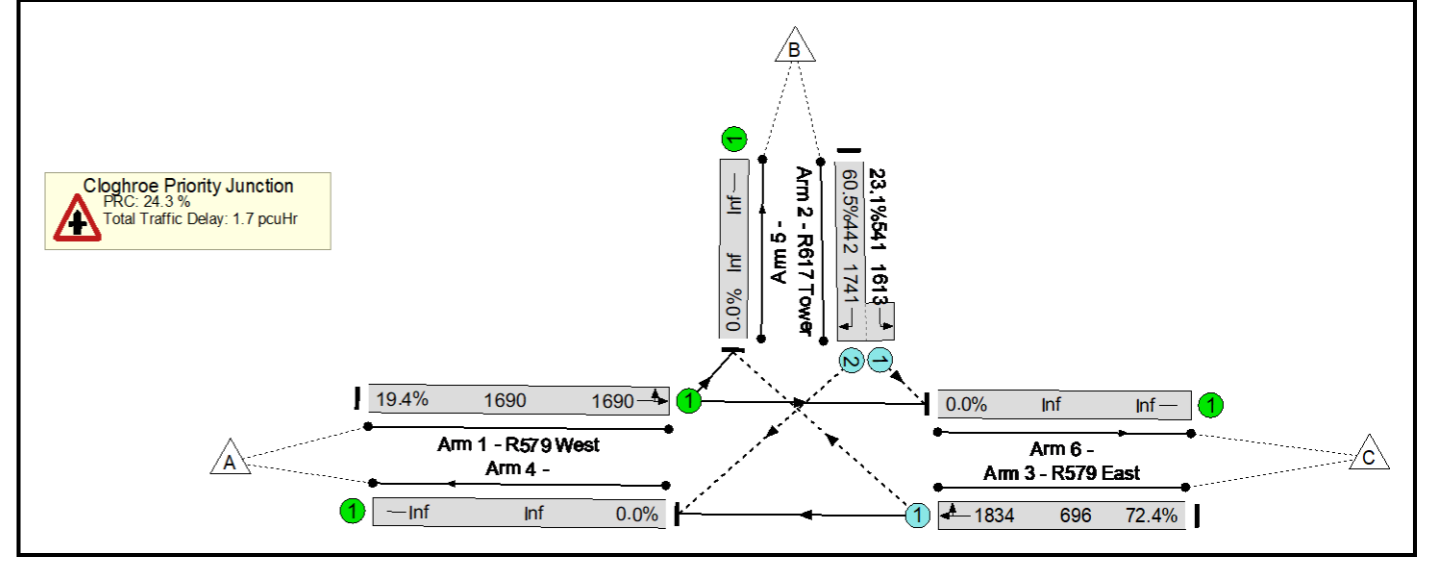 B
Cloghroe Priority Junction
PRC: 24.3 %
Total Traffic Delay: 1.7 pcuHr
1
Inf
Inf
0.0%
Arm 5 -
Arm 2 - R617 Tower
60.5% 442 1741
23.1% 541 1613
2
1
19.4% 1690 1690
1
0.0% Inf Inf
1
Arm 1 - R579 West
Arm 4 -
A
Arm 6 -
Arm 3 - R579 East
C
1
Inf Inf 0.0%
1
1834 696 72.4%